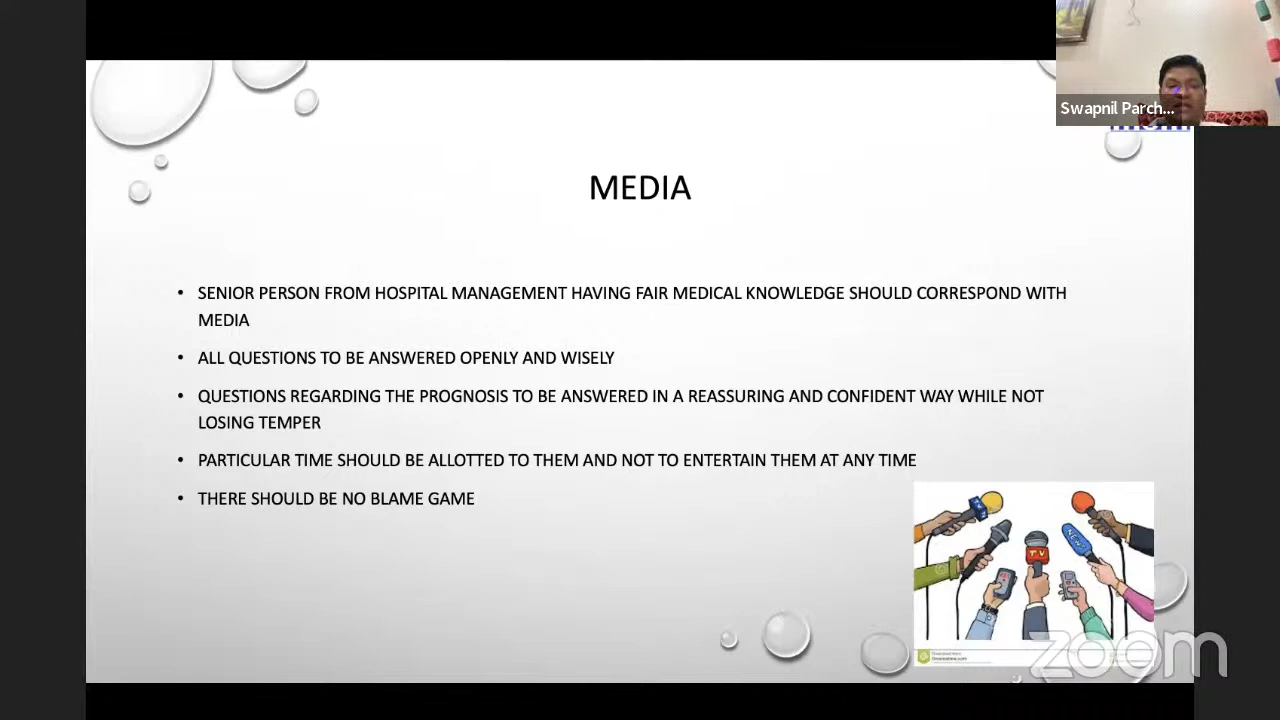 Swapnil Parch...
MEDIA
• SENIOR PERSON FROM HOSPITAL MANAGEMENT HAVING FAIR MEDICAL KNOWLEDGE SHOULD CORRESPOND WITH
MEDIA
• ALL QUESTIONS TO BE ANSWERED OPENLY AND WISELY
• QUESTIONS REGARDING THE PROGNOSIS TO BE ANSWERED IN A REASSURING AND CONFIDENT WAY WHILE NOT
LOSING TEMPER
• PARTICULAR TIME SHOULD BE ALLOTTED TO THEM AND NOT TO ENTERTAIN THEM AT ANY TIME
• THERE SHOULD BE NO BLAME GAME
TV
NEWS
zoom